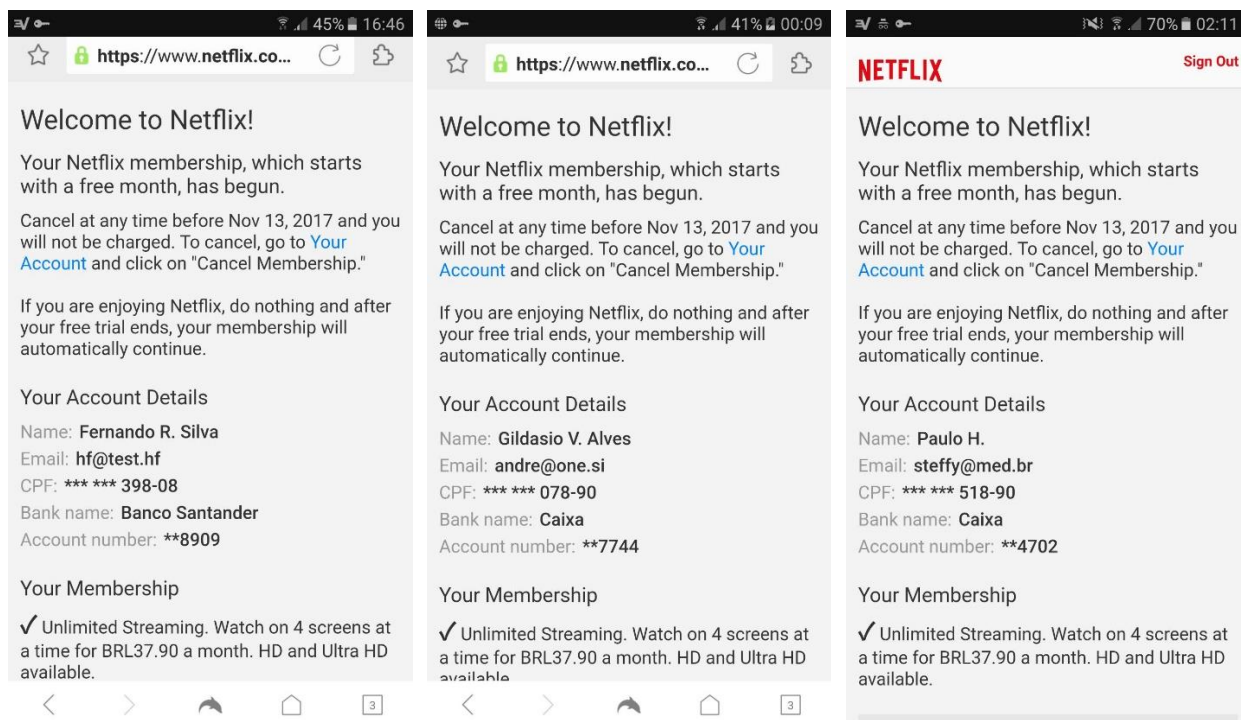 45% 16:46
https://www.netflix.co...
Welcome to Netflix!
Your Netflix membership, which starts
with a free month, has begun.
Cancel at any time before Nov 13, 2017 and you
will not be charged. To cancel, go to Your
Account and click on "Cancel Membership."
If you are enjoying Netflix, do nothing and after
your free trial ends, your membership will
automatically continue.
Your Account Details
Name: Fernando R. Silva
Email: hf@test.hf
CPF: *** *** 398-08
Bank name: Banco Santander
Account number: **8909
Your Membership
✓ Unlimited Streaming. Watch on 4 screens at
a time for BRL37.90 a month. HD and Ultra HD
available.
3
41% 00:09
https://www.netflix.co...
Welcome to Netflix!
Your Netflix membership, which starts
with a free month, has begun.
Cancel at any time before Nov 13, 2017 and you
will not be charged. To cancel, go to Your
Account and click on "Cancel Membership."
If you are enjoying Netflix, do nothing and after
your free trial ends, your membership will
automatically continue.
Your Account Details
Name: Gildasio V. Alves
Email: andre@one.si
CPF: *** *** 078-90
Bank name: Caixa
Account number: **7744
Your Membership
✓ Unlimited Streaming. Watch on 4 screens at
a time for BRL37.90 a month. HD and Ultra HD
available
3
70% 02:11
NETFLIX Sign Out
Welcome to Netflix!
Your Netflix membership, which starts
with a free month, has begun.
Cancel at any time before Nov 13, 2017 and you
will not be charged. To cancel, go to Your
Account and click on "Cancel Membership."
If you are enjoying Netflix, do nothing and after
your free trial ends, your membership will
automatically continue.
Your Account Details
Name: Paulo H.
Email: steffy@med.br
CPF: *** *** 518-90
Bank name: Caixa
Account number: **4702
Your Membership
✓ Unlimited Streaming. Watch on 4 screens at
a time for BRL37.90 a month. HD and Ultra HD
available.